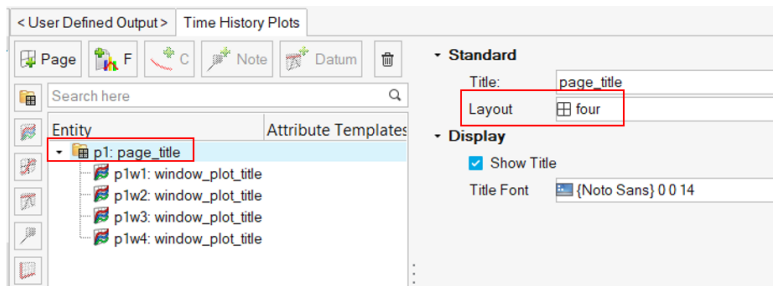 < User Defined Output >
Time History Plots
Page
F
C
Note
Datum
Search here
Entity
Attribute Templates
p1: page_title
p1w1: window_plot_title
p1w2: window_plot_title
p1w3: window_plot_title
p1w4: window_plot_title
Standard
Title:
page_title
Layout
four
Display
Show Title
Title Font
{Noto Sans} 0 0 14